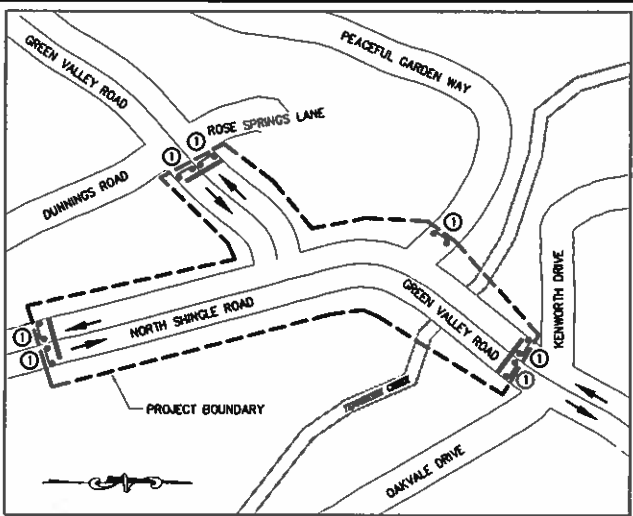 PEACEFUL GARDEN WAY
GREEN VALLEY ROAD
1
ROSE SPRINGS LANE
1
DUNNINGS ROAD
1
KENWORTH DRIVE
GREEN VALLEY ROAD
NORTH SHINGLE ROAD
1
1
1
1
PROJECT BOUNDARY
OAKVALE DRIVE